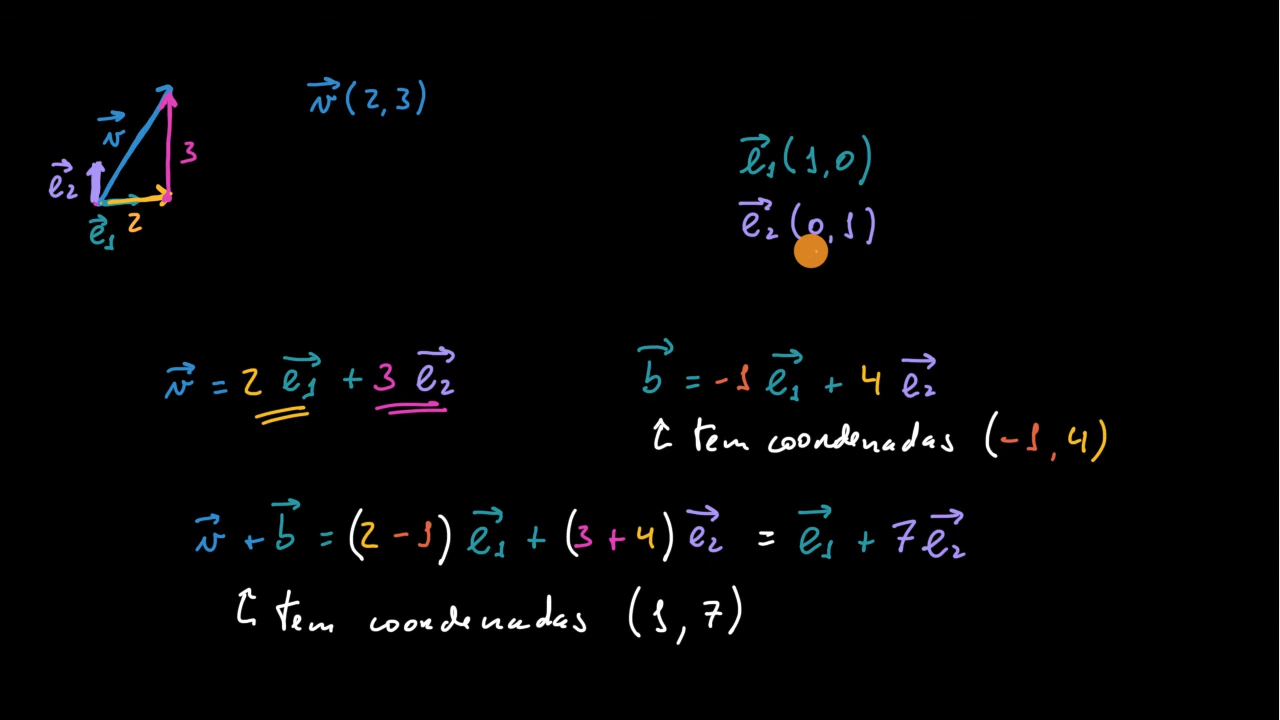 v⃗ (2,3)
v⃗
3
e⃗₂
2
e⃗₁
e⃗₁ (1,0)
e⃗₂ (0,1)
v⃗ = 2 e⃗₁ + 3 e⃗₂
b⃗ = -1 e⃗₁ + 4 e⃗₂
↑ tem coordenadas (-1, 4)
v⃗ + b⃗ = (2 - 1) e⃗₁ + (3 + 4) e⃗₂ = e⃗₁ + 7 e⃗₂
↑ tem coordenadas (1, 7)